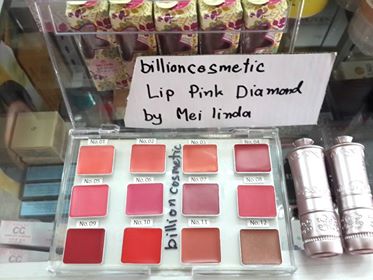 billioncosmetic
Lip Pink Diamond
by Mei linda
No.01 No.02 No.03 No.04
No.05 No.06 No.07 No.08
No.09 No.10 No.11 No.12
billion cosmetic
CC